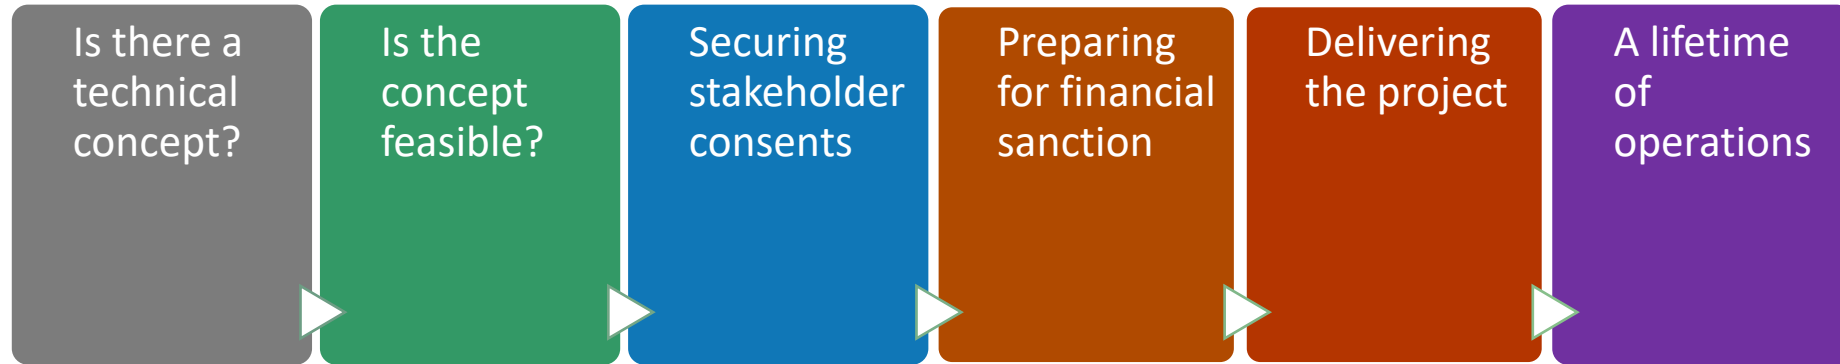 Is there a
technical
concept?
Is the
concept
feasible?
Securing
stakeholder
consents
Preparing
for financial
sanction
Delivering
the project
A lifetime
of
operations